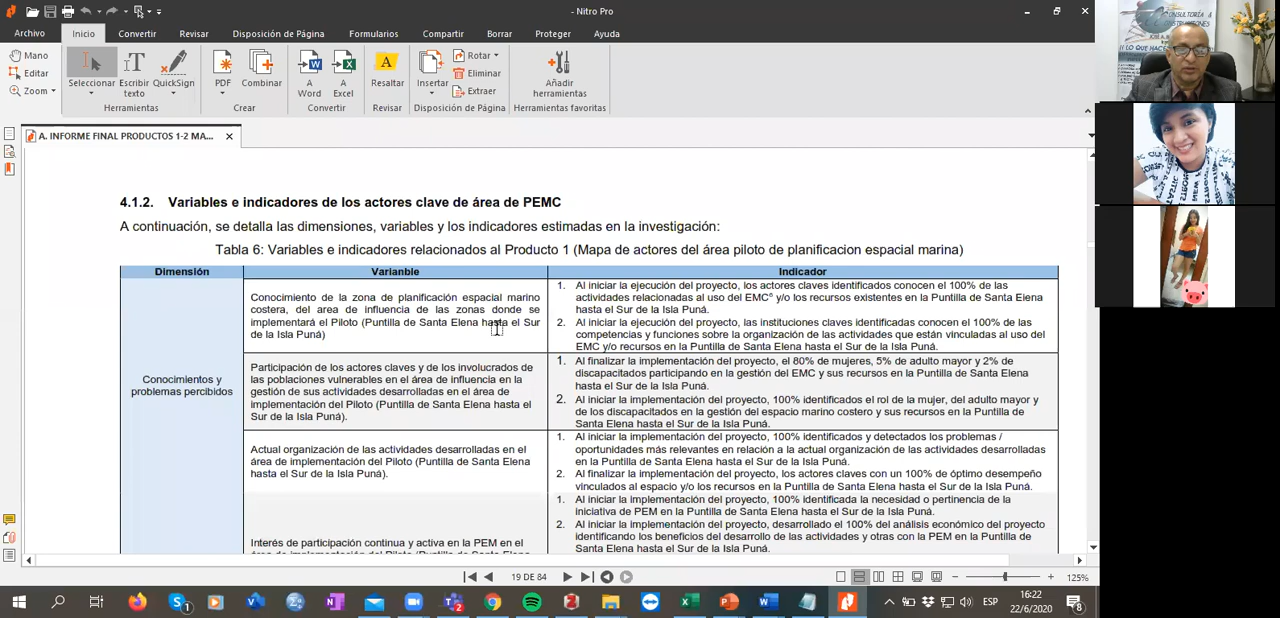 - Nitro Pro
Archivo Inicio Convertir Revisar Disposición de Página Formularios Compartir Borrar Proteger Ayuda
Mano
Editar
Zoom
Seleccionar
Escribir texto
QuickSign
Herramientas
PDF
Combinar
Crear
A Word
A Excel
Convertir
Resaltar
Revisar
Insertar
Rotar
Eliminar
Extraer
Disposición de Página
Añadir herramientas
Herramientas favoritas
A. INFORME FINAL PRODUCTOS 1-2 MA...
4.1.2. Variables e indicadores de los actores clave de área de PEMC
A continuación, se detalla las dimensiones, variables y los indicadores estimadas en la investigación:
Tabla 6: Variables e indicadores relacionados al Producto 1 (Mapa de actores del área piloto de planificacion espacial marina)
Dimensión Varianble Indicador
Conocimientos y
problemas percibidos
Conocimiento de la zona de planificación espacial marino
costera, del area de influencia de las zonas donde se
implementará el Piloto (Puntilla de Santa Elena hasta el Sur
de la Isla Puná)
1. Al iniciar la ejecución del proyecto, los actores claves identificados conocen el 100% de las
actividades relacionadas al uso del EMC⁶ y/o los recursos existentes en la Puntilla de Santa Elena
hasta el Sur de la Isla Puná.
2. Al iniciar la ejecución del proyecto, las instituciones claves identificadas conocen el 100% de las
competencias y funciones sobre la organización de las actividades que están vinculadas al uso del
EMC y/o recursos en la Puntilla de Santa Elena hasta el Sur de la Isla Puná.
Participación de los actores claves y de los involucrados de
las poblaciones vulnerables en el área de influencia en la
gestión de sus actividades desarrolladas en el área de
implementación del Piloto (Puntilla de Santa Elena hasta el
Sur de la Isla Puná).
1. Al finalizar la implementación del proyecto, el 80% de mujeres, 5% de adulto mayor y 2% de
discapacitados participando en la gestión del EMC y sus recursos en la Puntilla de Santa Elena
hasta el Sur de la Isla Puná.
2. Al iniciar la implementación del proyecto, 100% identificados el rol de la mujer, del adulto mayor y
de los discapacitados en la gestión del espacio marino costero y sus recursos en la Puntilla de
Santa Elena hasta el Sur de la Isla Puná.
Actual organización de las actividades desarrolladas en el
área de implementación del Piloto (Puntilla de Santa Elena
hasta el Sur de la Isla Puná).
1. Al iniciar la implementación del proyecto, 100% identificados y detectados los problemas /
oportunidades más relevantes en relación a la actual organización de las actividades desarrolladas
en la Puntilla de Santa Elena hasta el Sur de la Isla Puná.
2. Al finalizar la implementación del proyecto, los actores claves con un 100% de óptimo desempeño
vinculados al espacio y/o los recursos en la Puntilla de Santa Elena hasta el Sur de la Isla Puná.
Interés de participación continua y activa en la PEM en el
área de implementación del Piloto (Puntilla de Santa Elena
1. Al iniciar la implementación del proyecto, 100% identificada la necesidad o pertinencia de la
iniciativa de PEM en la Puntilla de Santa Elena hasta el Sur de la Isla Puná.
2. Al iniciar la implementación del proyecto, desarrollado el 100% del análisis económico del proyecto
identificando los beneficios del desarrollo de las actividades y otras con la PEM en la Puntilla de
Santa Elena hasta el Sur de la Isla Puná.
19 DE 84
125%
ESP
16:22
22/6/2020
CONSULTORÍA &